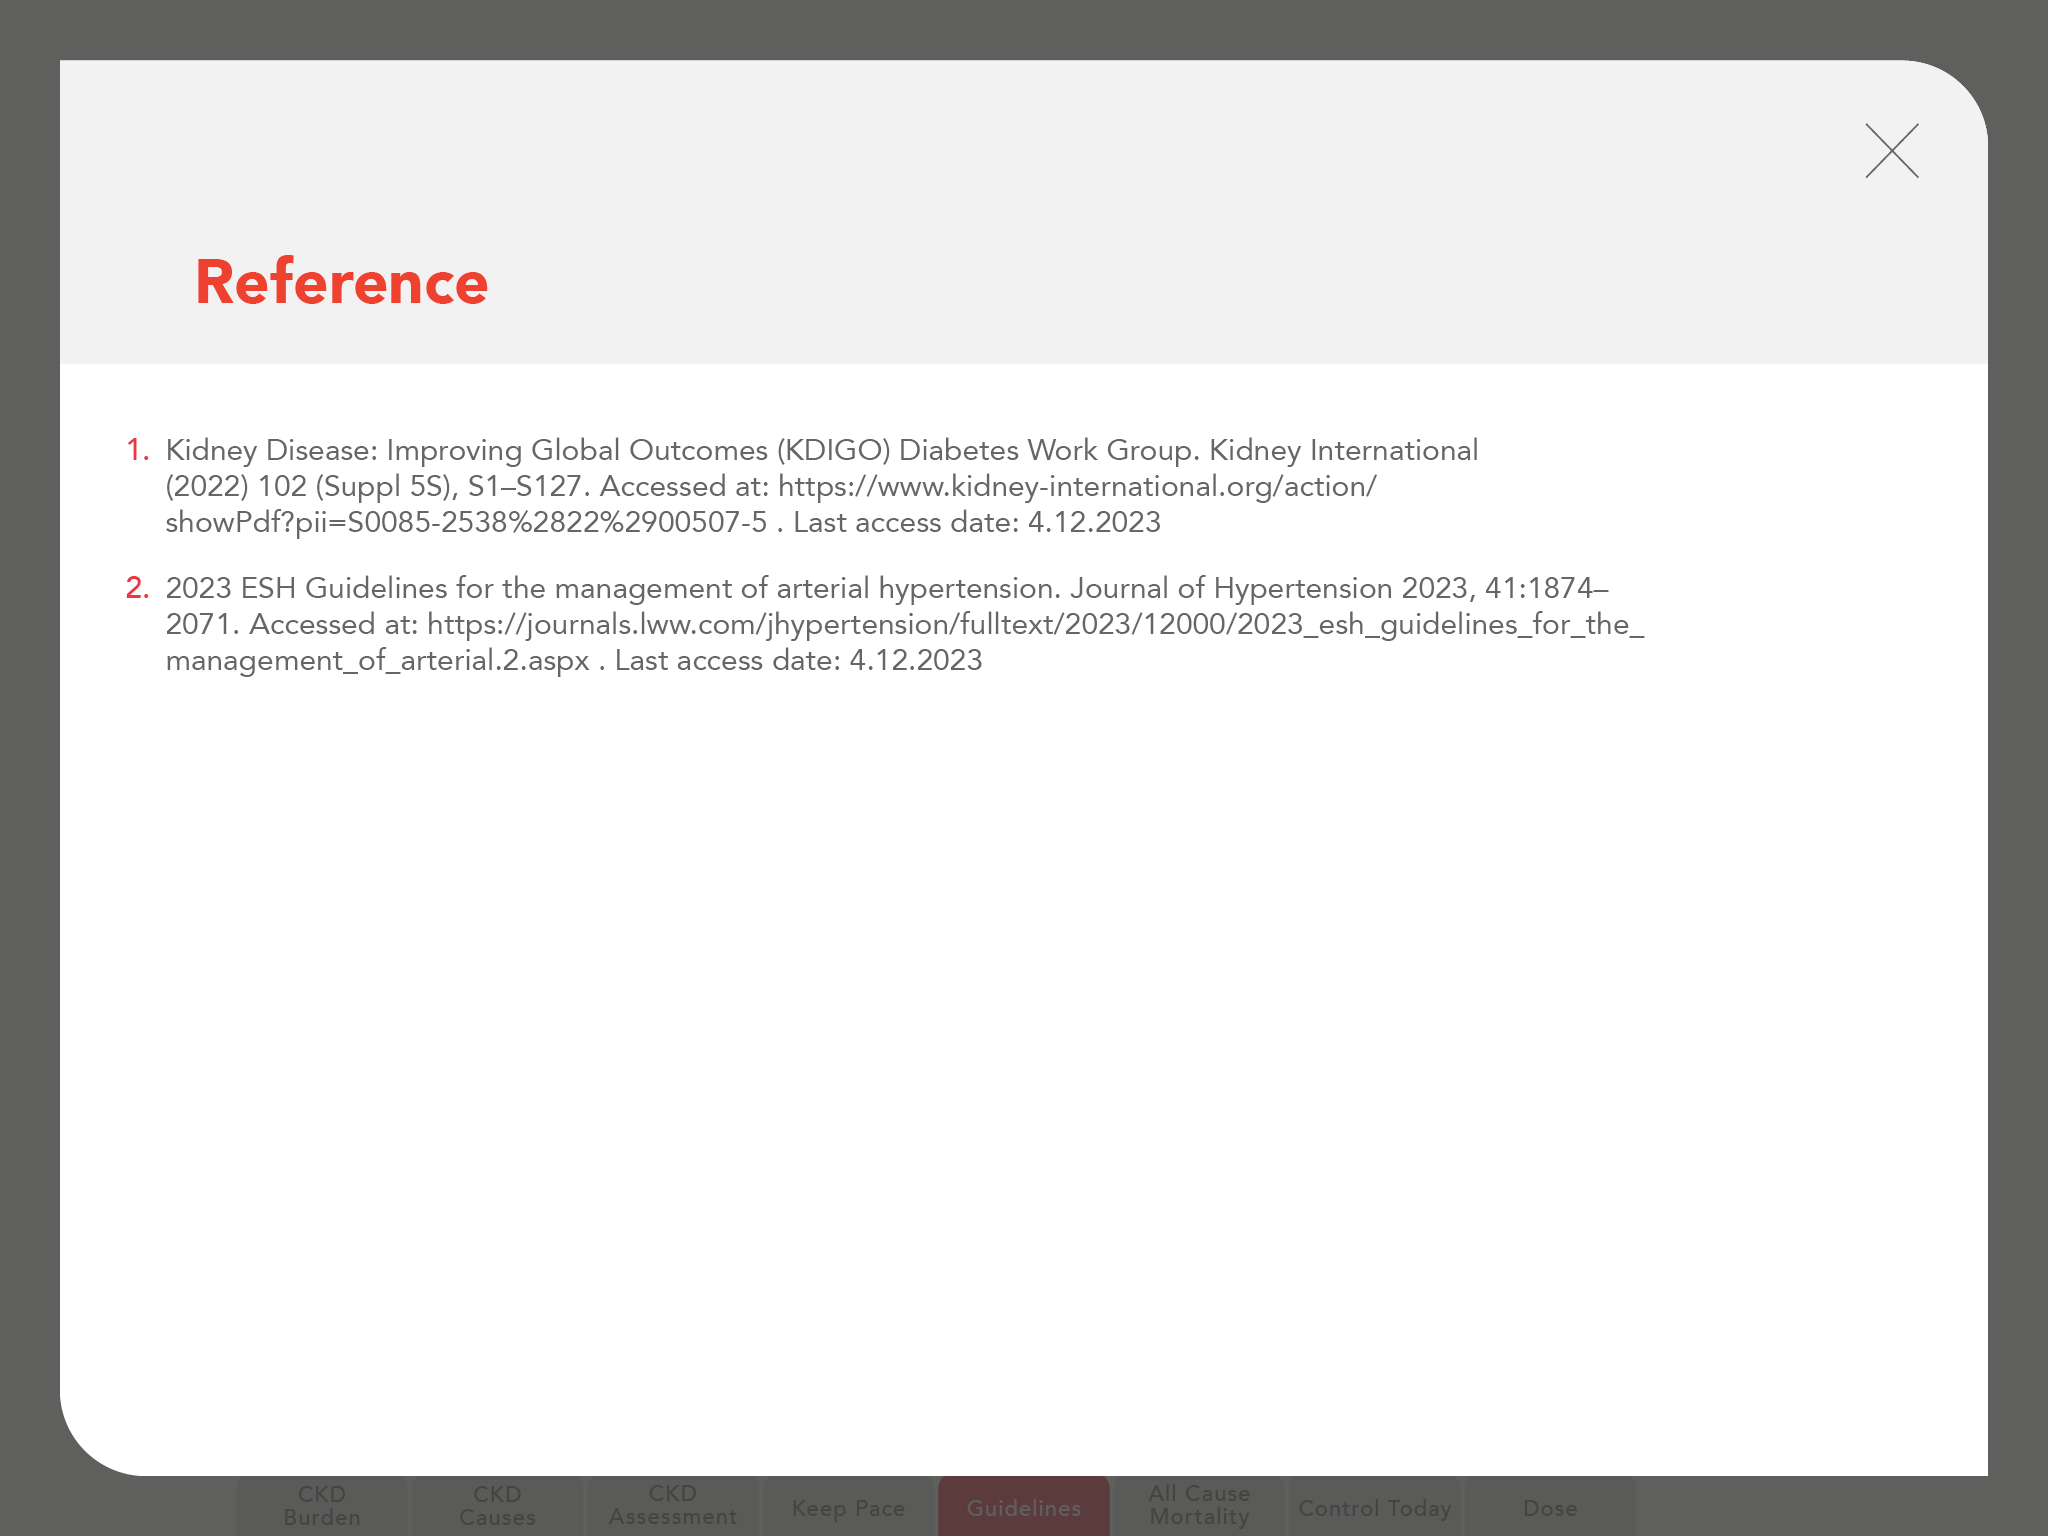 Reference
1. Kidney Disease: Improving Global Outcomes (KDIGO) Diabetes Work Group. Kidney International
(2022) 102 (Suppl 5S), S1–S127. Accessed at: https://www.kidney-international.org/action/
showPdf?pii=S0085-2538%2822%2900507-5 . Last access date: 4.12.2023
2. 2023 ESH Guidelines for the management of arterial hypertension. Journal of Hypertension 2023, 41:1874–
2071. Accessed at: https://journals.lww.com/jhypertension/fulltext/2023/12000/2023_esh_guidelines_for_the_
management_of_arterial.2.aspx . Last access date: 4.12.2023
CKD
Burden
CKD
Causes
CKD
Assessment
Keep Pace
Guidelines
All Cause
Mortality
Control Today
Dose